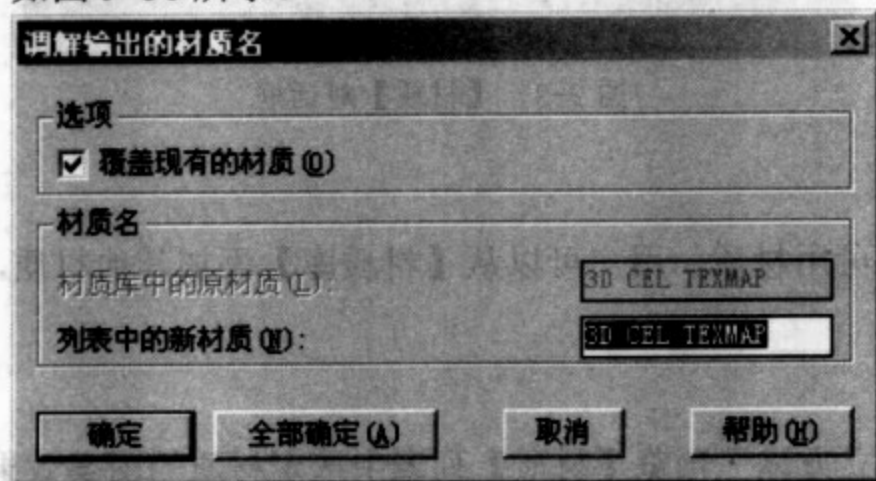 调解输出的材质名
选项
覆盖现有的材质(O)
材质名
材质库中的原材质(L):
3D CEL TEXMAP
列表中的新材质(N):
3D CEL TEXMAP
确定
全部确定(A)
取消
帮助(H)